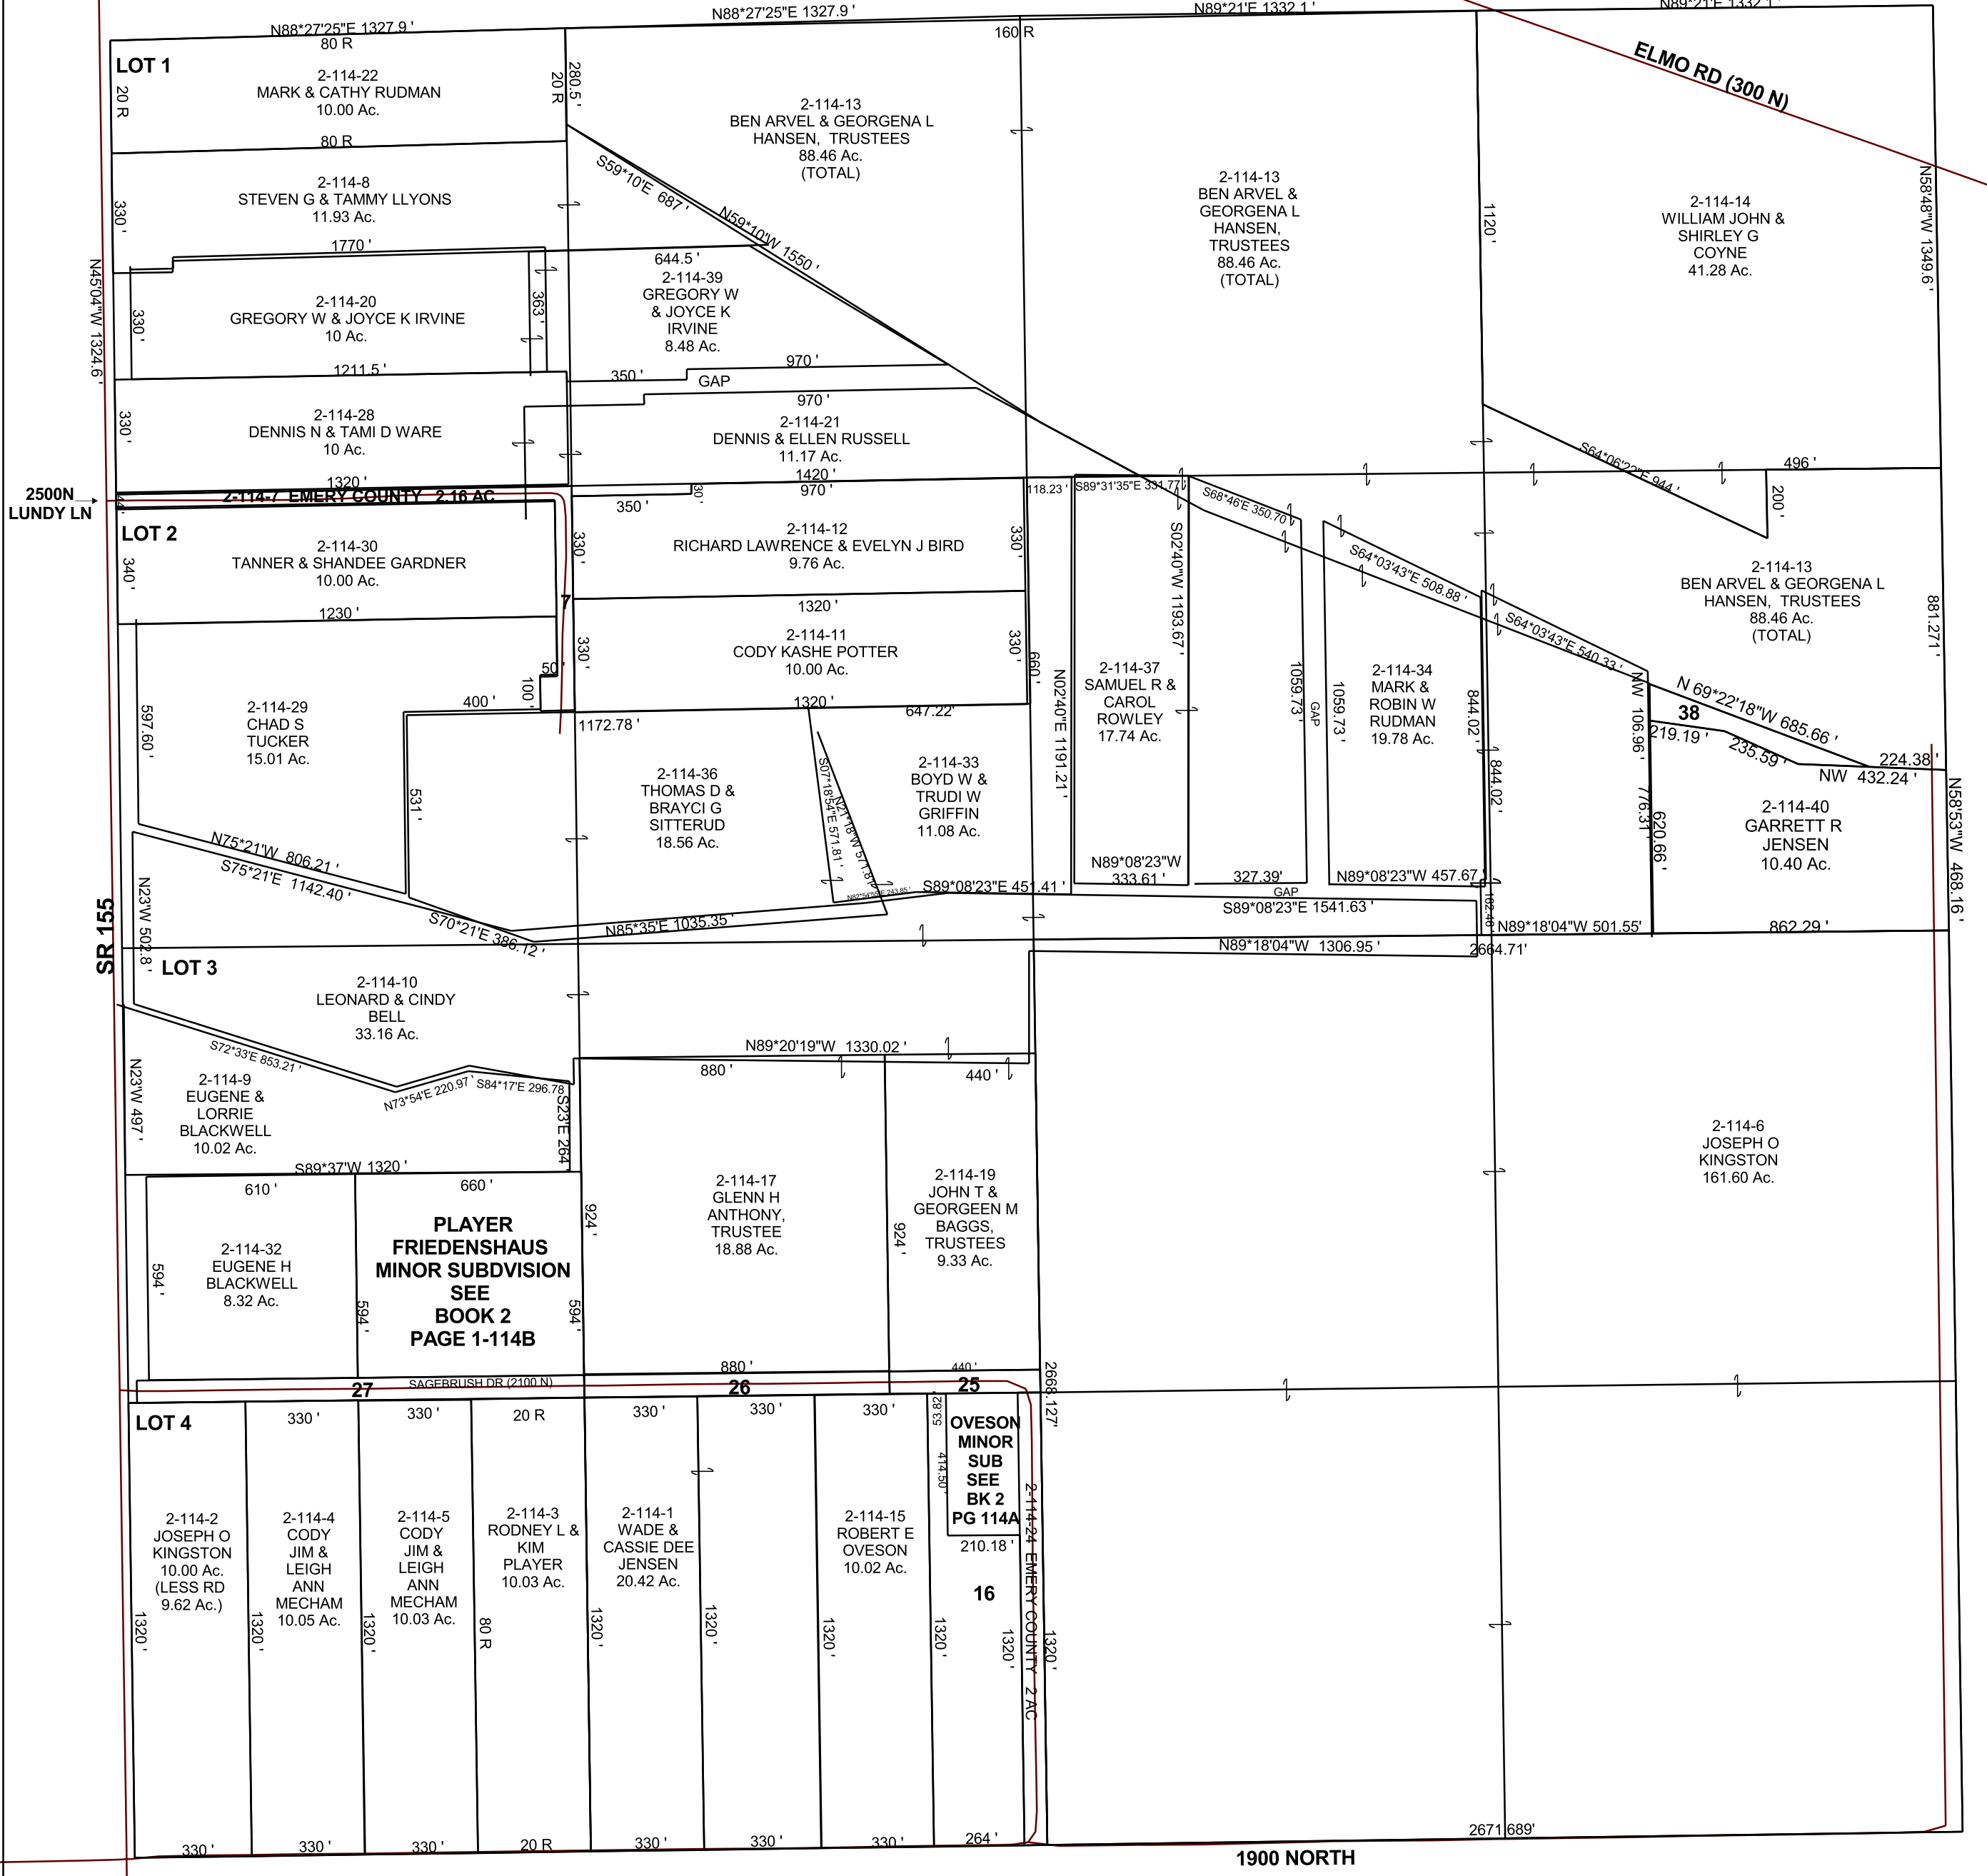 N88*27'25"E 1327.9 '
80 R
N88*27'25"E 1327.9 '
160 R
N89*21'E 1332.1 '
N89*21'E 1332.1 '
ELMO RD (300 N)
LOT 1
20 R
2-114-22
MARK & CATHY RUDMAN
10.00 Ac.
20 R
280.5 '
80 R
2-114-13
BEN ARVEL & GEORGENA L
HANSEN, TRUSTEES
88.46 Ac.
(TOTAL)
2-114-13
BEN ARVEL &
GEORGENA L
HANSEN,
TRUSTEES
88.46 Ac.
(TOTAL)
1120 '
2-114-14
WILLIAM JOHN &
SHIRLEY G
COYNE
41.28 Ac.
N58'48"W 1349.6 '
330 '
2-114-8
STEVEN G & TAMMY LLYONS
11.93 Ac.
1770 '
S59*10'E 687 '
N59*10'W 1550 '
644.5 '
N45'04"W 1324.6'
330 '
2-114-20
GREGORY W & JOYCE K IRVINE
10 Ac.
363 '
2-114-39
GREGORY W
& JOYCE K
IRVINE
8.48 Ac.
1211.5 '
350 '
GAP
970 '
330 '
2-114-28
DENNIS N & TAMI D WARE
10 Ac.
1320 '
970 '
2-114-21
DENNIS & ELLEN RUSSELL
11.17 Ac.
1420 '
S64*06'22"E 944 '
496 '
200 '
2500N
LUNDY LN
2-114-7 EMERY COUNTY 2.16 AC
350 '
30 '
970 '
118.23 '
S89*31'35"E 331.77'
S68*46'E 350.70 '
LOT 2
340 '
2-114-30
TANNER & SHANDEE GARDNER
10.00 Ac.
1230 '
7
330 '
2-114-12
RICHARD LAWRENCE & EVELYN J BIRD
9.76 Ac.
330 '
1320 '
S02'40"W 1193.67 '
S64*03'43"E 508.88 '
S64*03'43"E 540.33 '
2-114-13
BEN ARVEL & GEORGENA L
HANSEN, TRUSTEES
88.46 Ac.
(TOTAL)
881.271'
330 '
2-114-11
CODY KASHE POTTER
10.00 Ac.
330 '
660 '
1320 '
50 '
100 '
400 '
597.60 '
2-114-29
CHAD S
TUCKER
15.01 Ac.
531 '
1172.78 '
647.22'
N02'40"E 1191.21 '
2-114-37
SAMUEL R &
CAROL
ROWLEY
17.74 Ac.
1059.73 '
GAP
1059.73 '
2-114-34
MARK &
ROBIN W
RUDMAN
19.78 Ac.
844.02 '
844.02 '
NW 106.96 '
N 69*22'18"W 685.66 '
38
219.19 '
235.59 '
224.38 '
NW 432.24 '
776.31 '
620.66 '
2-114-40
GARRETT R
JENSEN
10.40 Ac.
N58'53"W 468.16 '
2-114-36
THOMAS D &
BRAYCI G
SITTERUD
18.56 Ac.
S07*18'54"E 571.81 '
N21*18"W 571.81
2-114-33
BOYD W &
TRUDI W
GRIFFIN
11.08 Ac.
N75*21'W 806.21 '
S75*21'E 1142.40 '
S70*21'E 386.12 '
N85*35'E 1035.35 '
S89*08'23"E 451.41 '
N89*08'23"W
333.61 '
327.39'
GAP
N89*08'23"W 457.67 '
S89*08'23"E 1541.63 '
N89*18'04"W 501.55'
862.29 '
SR 155
N23'W 502.8 '
N89*18'04"W 1306.95 '
2664.71'
LOT 3
2-114-10
LEONARD & CINDY
BELL
33.16 Ac.
S72*33'E 853.21 '
N73*54'E 220.97 '
S84*17'E 296.78
S23'E 264 '
N89*20'19"W 1330.02 '
880 '
440 '
N23'W 497 '
2-114-9
EUGENE &
LORRIE
BLACKWELL
10.02 Ac.
S89*37'W 1320 '
610 '
660 '
2-114-6
JOSEPH O
KINGSTON
161.60 Ac.
594 '
2-114-32
EUGENE H
BLACKWELL
8.32 Ac.
594 '
PLAYER
FRIEDENSHAUS
MINOR SUBDVISION
SEE
BOOK 2
PAGE 1-114B
594 '
924 '
2-114-17
GLENN H
ANTHONY,
TRUSTEE
18.88 Ac.
924 '
2-114-19
JOHN T &
GEORGEEN M
BAGGS,
TRUSTEES
9.33 Ac.
880 '
440 '
27
SAGEBRUSH DR (2100 N)
26
25
2668.127'
LOT 4
330 '
330 '
20 R
330 '
330 '
330 '
53.82'
414.50'
OVESON
MINOR
SUB
SEE
BK 2
PG 114A
210.18 '
16
2-114-2
JOSEPH O
KINGSTON
10.00 Ac.
(LESS RD
9.62 Ac.)
2-114-4
CODY
JIM &
LEIGH
ANN
MECHAM
10.05 Ac.
2-114-5
CODY
JIM &
LEIGH
ANN
MECHAM
10.03 Ac.
2-114-3
RODNEY L &
KIM
PLAYER
10.03 Ac.
2-114-1
WADE &
CASSIE DEE
JENSEN
20.42 Ac.
2-114-15
ROBERT E
OVESON
10.02 Ac.
2-114-24 EMERY COUNTY 2 AC
1320 '
1320 '
1320 '
80 R
1320 '
1320 '
1320 '
1320 '
1320 '
1320 '
330 '
330 '
330 '
20 R
330 '
330 '
330 '
264 '
2671.689'
1900 NORTH